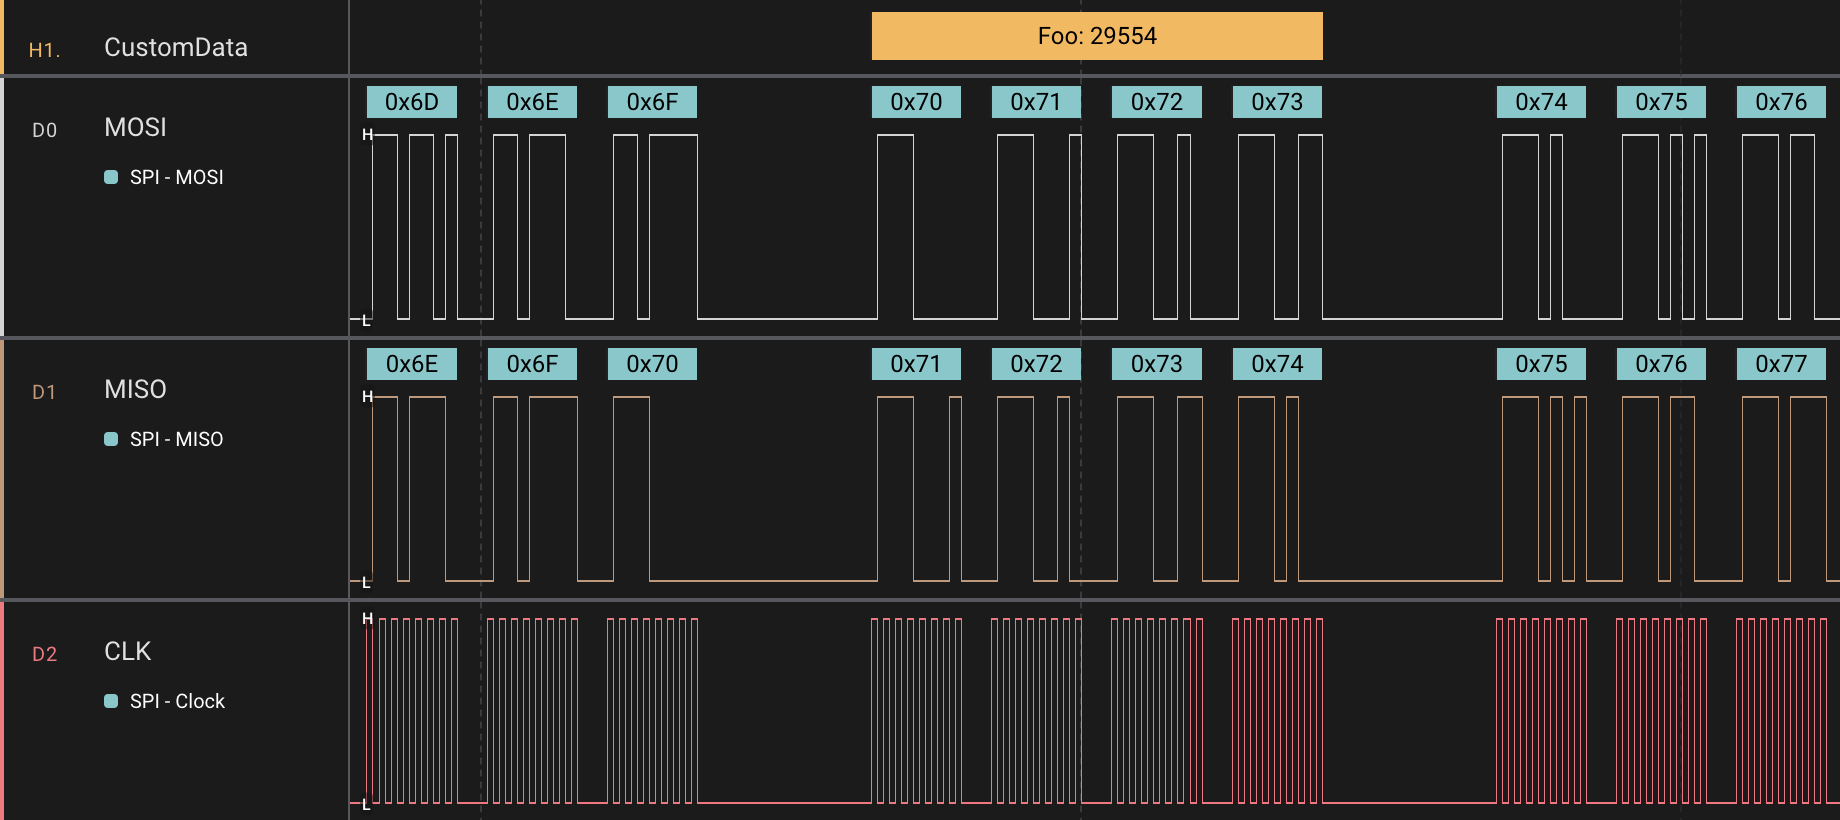 H1. CustomData Foo: 29554
0x6D 0x6E 0x6F 0x70 0x71 0x72 0x73 0x74 0x75 0x76
D0 MOSI H
SPI - MOSI
L
0x6E 0x6F 0x70 0x71 0x72 0x73 0x74 0x75 0x76 0x77
D1 MISO H
SPI - MISO
L
H
D2 CLK
SPI - Clock
L